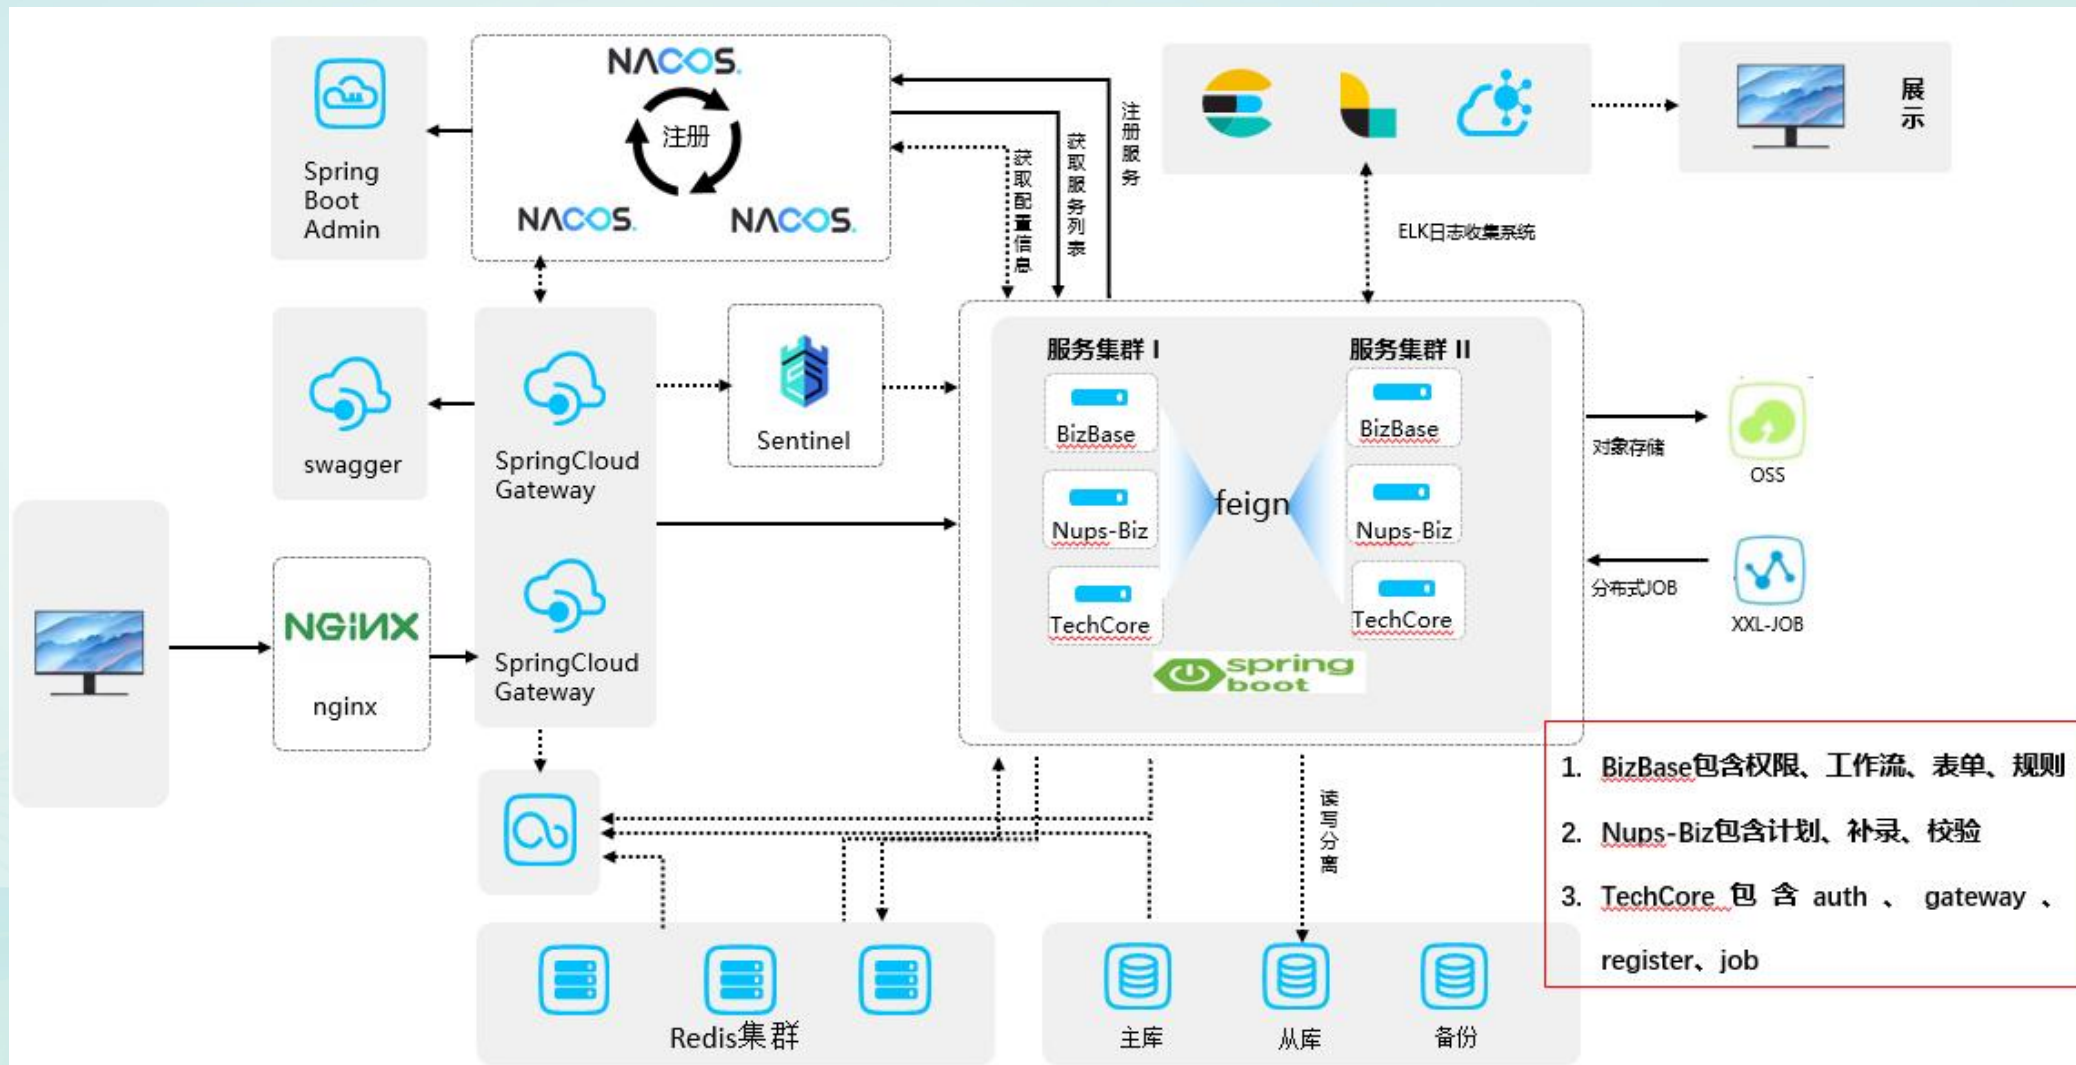 NACOS.
注册
NACOS.
NACOS.
Spring
Boot
Admin
注册服务
获取服务列表
获取配置信息
展示
ELK日志收集系统
swagger
SpringCloud
Gateway
Sentinel
服务集群 I
服务集群 II
BizBase
BizBase
Nups-Biz
Nups-Biz
TechCore
TechCore
feign
spring
boot
对象存储
OSS
分布式JOB
XXL-JOB
NGINX
nginx
SpringCloud
Gateway
读写分离
Redis集群
主库
从库
备份
1. BizBase包含权限、工作流、表单、规则
2. Nups-Biz包含计划、补录、校验
3. TechCore 包 含 auth 、 gateway 、
register、job